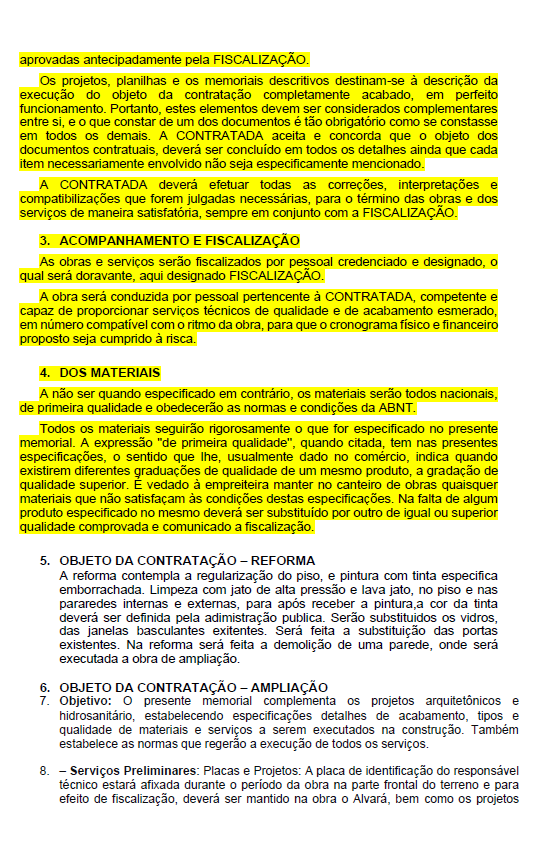 aprovadas antecipadamente pela FISCALIZAÇÃO.
Os projetos, planilhas e os memoriais descritivos destinam-se à descrição da
execução do objeto da contratação completamente acabado, em perfeito
funcionamento. Portanto, estes elementos devem ser considerados complementares
entre si, e o que constar de um dos documentos é tão obrigatório como se constasse
em todos os demais. A CONTRATADA aceita e concorda que o objeto dos
documentos contratuais, deverá ser concluído em todos os detalhes ainda que cada
item necessariamente envolvido não seja especificamente mencionado.
A CONTRATADA deverá efetuar todas as correções, interpretações e
compatibilizações que forem julgadas necessárias, para o término das obras e dos
serviços de maneira satisfatória, sempre em conjunto com a FISCALIZAÇÃO.
3. ACOMPANHAMENTO E FISCALIZAÇÃO
As obras e serviços serão fiscalizados por pessoal credenciado e designado, o
qual será doravante, aqui designado FISCALIZAÇÃO.
A obra será conduzida por pessoal pertencente à CONTRATADA, competente e
capaz de proporcionar serviços técnicos de qualidade e de acabamento esmerado,
em número compatível com o ritmo da obra, para que o cronograma físico e financeiro
proposto seja cumprido à risca.
4. DOS MATERIAIS
A não ser quando especificado em contrário, os materiais serão todos nacionais,
de primeira qualidade e obedecerão as normas e condições da ABNT.
Todos os materiais seguirão rigorosamente o que for especificado no presente
memorial. A expressão "de primeira qualidade", quando citada, tem nas presentes
especificações, o sentido que lhe, usualmente dado no comércio, indica quando
existirem diferentes graduações de qualidade de um mesmo produto, a gradação de
qualidade superior. É vedado à empreiteira manter no canteiro de obras quaisquer
materiais que não satisfaçam às condições destas especificações. Na falta de algum
produto especificado no mesmo deverá ser substituído por outro de igual ou superior
qualidade comprovada e comunicado a fiscalização.
5. OBJETO DA CONTRATAÇÃO – REFORMA
A reforma contempla a regularização do piso, e pintura com tinta especifica
emborrachada. Limpeza com jato de alta pressão e lava jato, no piso e nas
pararedes internas e externas, para após receber a pintura,a cor da tinta
deverá ser definida pela adimistração publica. Serão substituidos os vidros,
das janelas basculantes exitentes. Será feita a substituição das portas
existentes. Na reforma será feita a demolição de uma parede, onde será
executada a obra de ampliação.
6. OBJETO DA CONTRATAÇÃO – AMPLIAÇÃO
7. Objetivo: O presente memorial complementa os projetos arquitetônicos e
hidrosanitário, estabelecendo especificações detalhes de acabamento, tipos e
qualidade de materiais e serviços a serem executados na construção. Também
estabelece as normas que regerão a execução de todos os serviços.
8. – Serviços Preliminares: Placas e Projetos: A placa de identificação do responsável
técnico estará afixada durante o período da obra na parte frontal do terreno e para
efeito de fiscalização, deverá ser mantido na obra o Alvará, bem como os projetos